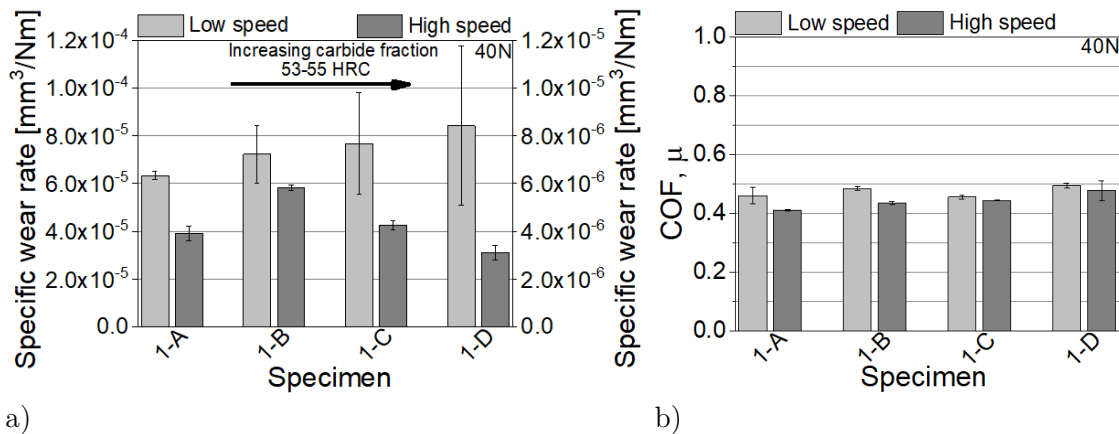 Low speed High speed
Specific wear rate [mm³/Nm]
1.2x10⁻⁴
1.0x10⁻⁴
8.0x10⁻⁵
6.0x10⁻⁵
4.0x10⁻⁵
2.0x10⁻⁵
0.0
Increasing carbide fraction
53-55 HRC
40N
1.2x10⁻⁵
1.0x10⁻⁵
8.0x10⁻⁶
6.0x10⁻⁶
4.0x10⁻⁶
2.0x10⁻⁶
0.0
Specific wear rate [mm³/Nm]
1-A 1-B 1-C 1-D
Specimen
a)
Low speed High speed
COF, μ
1.0
0.8
0.6
0.4
0.2
0.0
40N
1-A 1-B 1-C 1-D
Specimen
b)